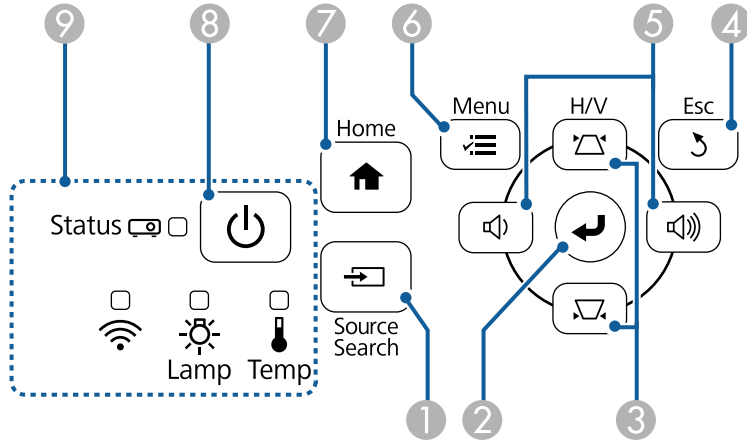 9 8 7 6 5 4
Menu H/V Esc
Home
Status
Source
Search
Lamp Temp
1 2 3